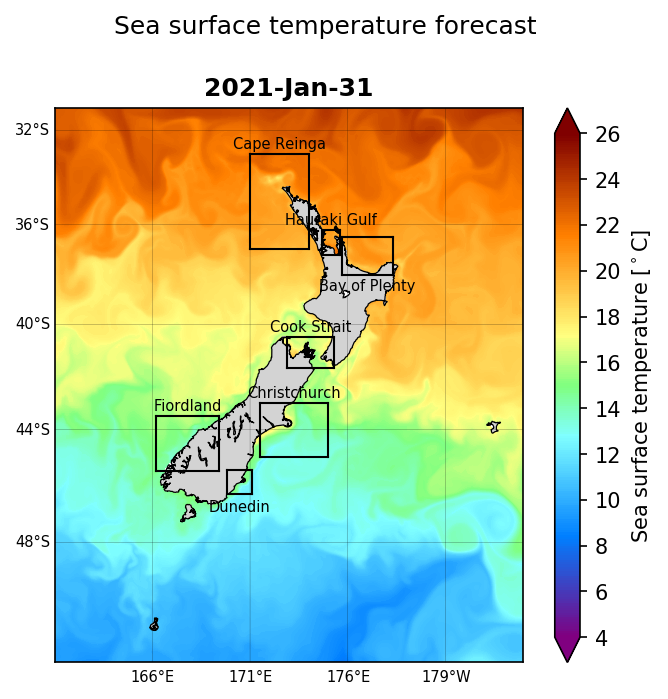 Sea surface temperature forecast
2021-Jan-31
32°S
36°S
40°S
44°S
48°S
Cape Reinga
Hauraki Gulf
Bay of Plenty
Cook Strait
Christchurch
Fiordland
Dunedin
166°E
171°E
176°E
179°W
26
24
22
20
18
16
14
12
10
8
6
4
Sea surface temperature [°C]